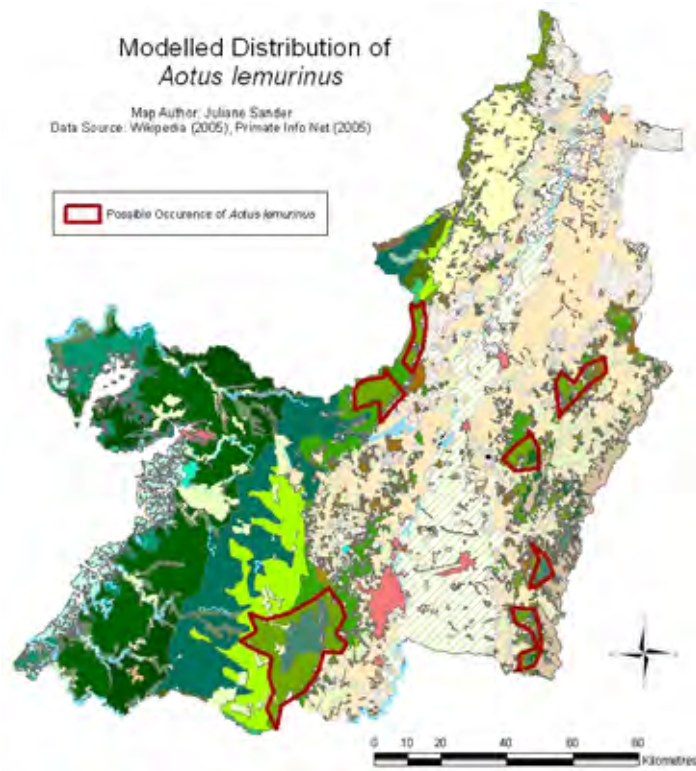 Modelled Distribution of
Aotus lemurinus
Map Author: Juliane Sander
Data Source: Wikipedia (2005), Primate Info Net (2005)
Possible Occurence of Aotus lemurinus
0 10 20 40 60 80
Kilometres